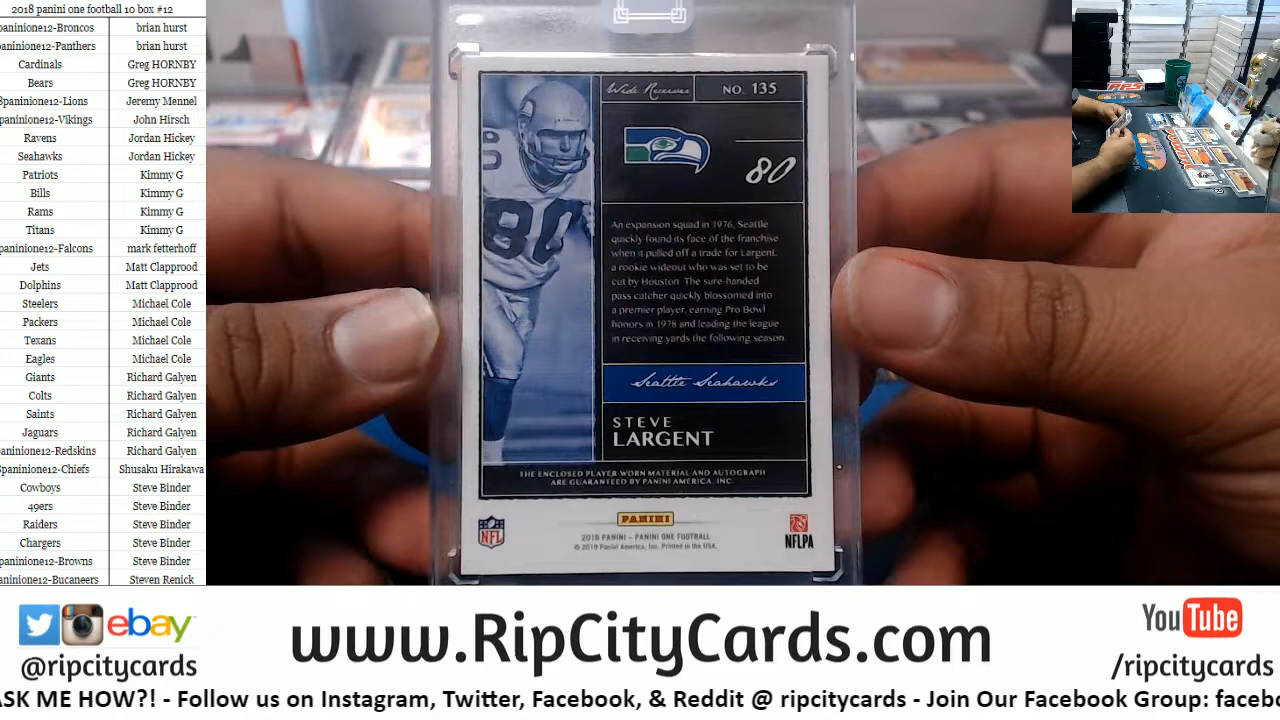 2018 panini one football 10 box #12
paninione12-Broncos brian hurst
paninione12-Panthers brian hurst
Cardinals Greg HORNBY
Bears Greg HORNBY
8paninione12-Lions Jeremy Mennel
paninione12-Vikings John Hirsch
Ravens Jordan Hickey
Seahawks Jordan Hickey
Patriots Kimmy G
Bills Kimmy G
Rams Kimmy G
Titans Kimmy G
paninione12-Falcons mark fetterhoff
Jets Matt Clapprood
Dolphins Matt Clapprood
Steelers Michael Cole
Packers Michael Cole
Texans Michael Cole
Eagles Michael Cole
Giants Richard Galyen
Colts Richard Galyen
Saints Richard Galyen
Jaguars Richard Galyen
paninione12-Redskins Richard Galyen
8paninione12-Chiefs Shusaku Hirakawa
Cowboys Steve Binder
49ers Steve Binder
Raiders Steve Binder
Chargers Steve Binder
paninione12-Browns Steve Binder
aninione12-Bucaneers Steven Renick
Wide Receiver NO. 135
80
80
An expansion squad in 1976, Seattle
quickly found its face of the franchise
when it pulled off a trade for Largent,
a rookie wideout who was set to be
cut by Houston. The sure-handed
pass catcher quickly blossomed into
a premier player, earning Pro Bowl
honors in 1978 and leading the league
in receiving yards the following season.
Seattle Seahawks
STEVE
LARGENT
THE ENCLOSED PLAYER-WORN MATERIAL AND AUTOGRAPH
ARE GUARANTEED BY PANINI AMERICA, INC.
PANINI
NFL
2018 PANINI – PANINI ONE FOOTBALL
© 2019 Panini America, Inc. Printed in the USA.
NFLPA
ebay
@ripcitycards
www.RipCityCards.com
YouTube
/ripcitycards
ASK ME HOW?! - Follow us on Instagram, Twitter, Facebook, & Reddit @ ripcitycards - Join Our Facebook Group: facebo